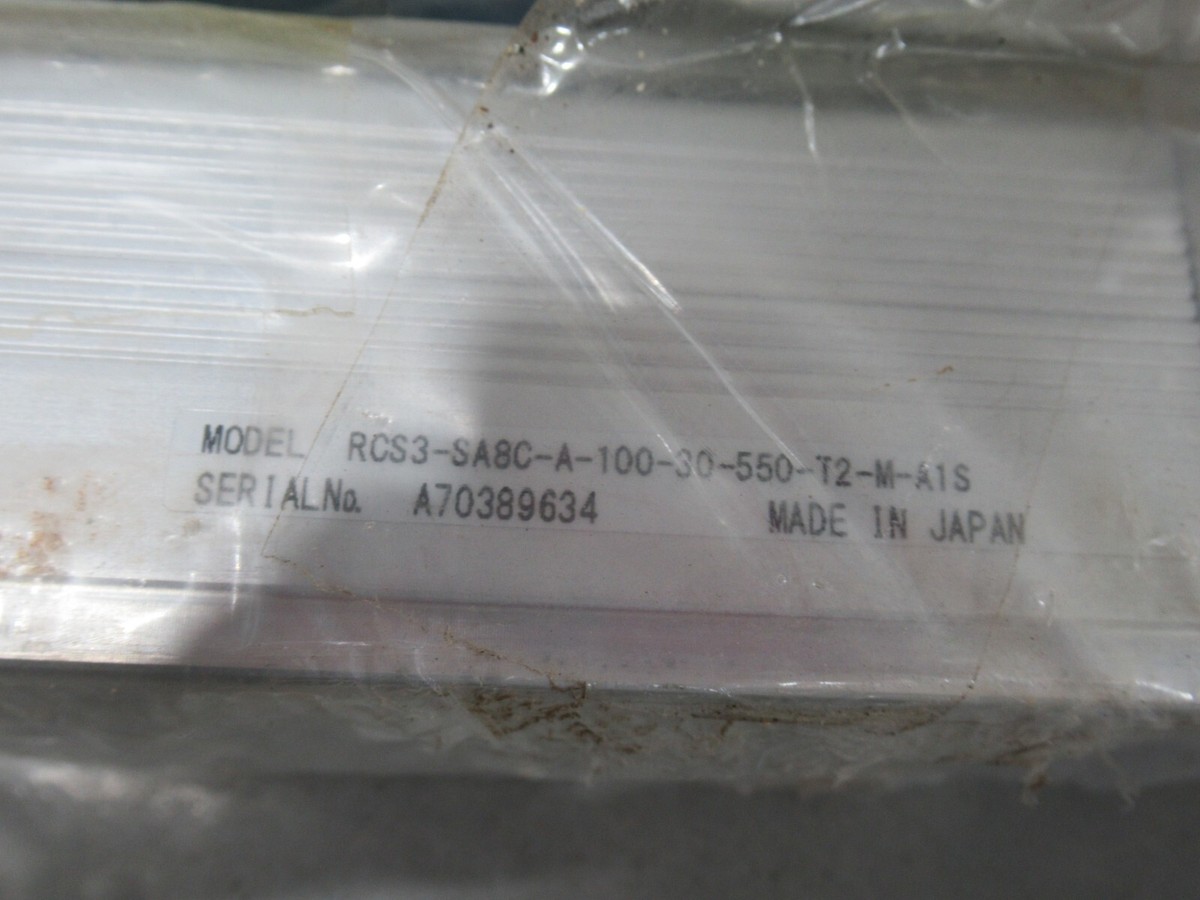 MODEL RCS3-SA8C-A-100-30-550-T2-M-A1S
SERIALNo. A70389634 MADE IN JAPAN